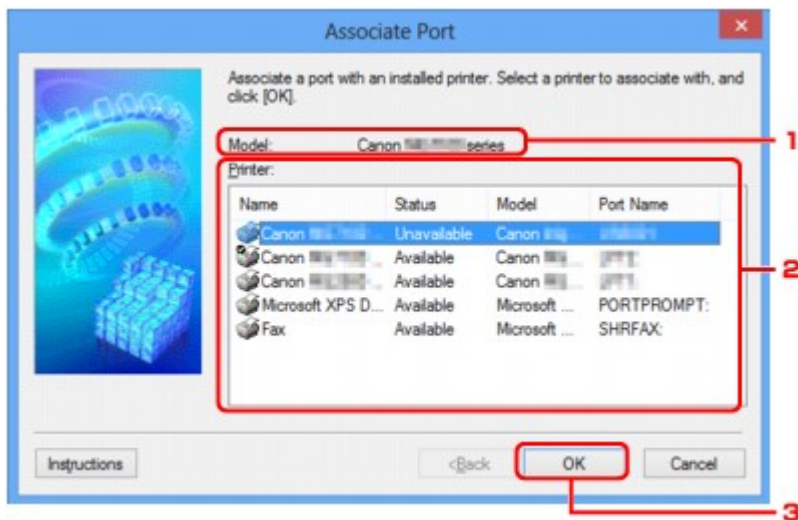 Associate Port
Associate a port with an installed printer. Select a printer to associate with, and
click [OK].
Model: Canon series
1
Printer:
Name Status Model Port Name
Canon ... Unavailable Canon
Canon ... Available Canon ...
2
Canon ... Available Canon ...
Microsoft XPS D... Available Microsoft ... PORTPROMPT:
Fax Available Microsoft ... SHRFAX:
Instructions <Back OK Cancel
3